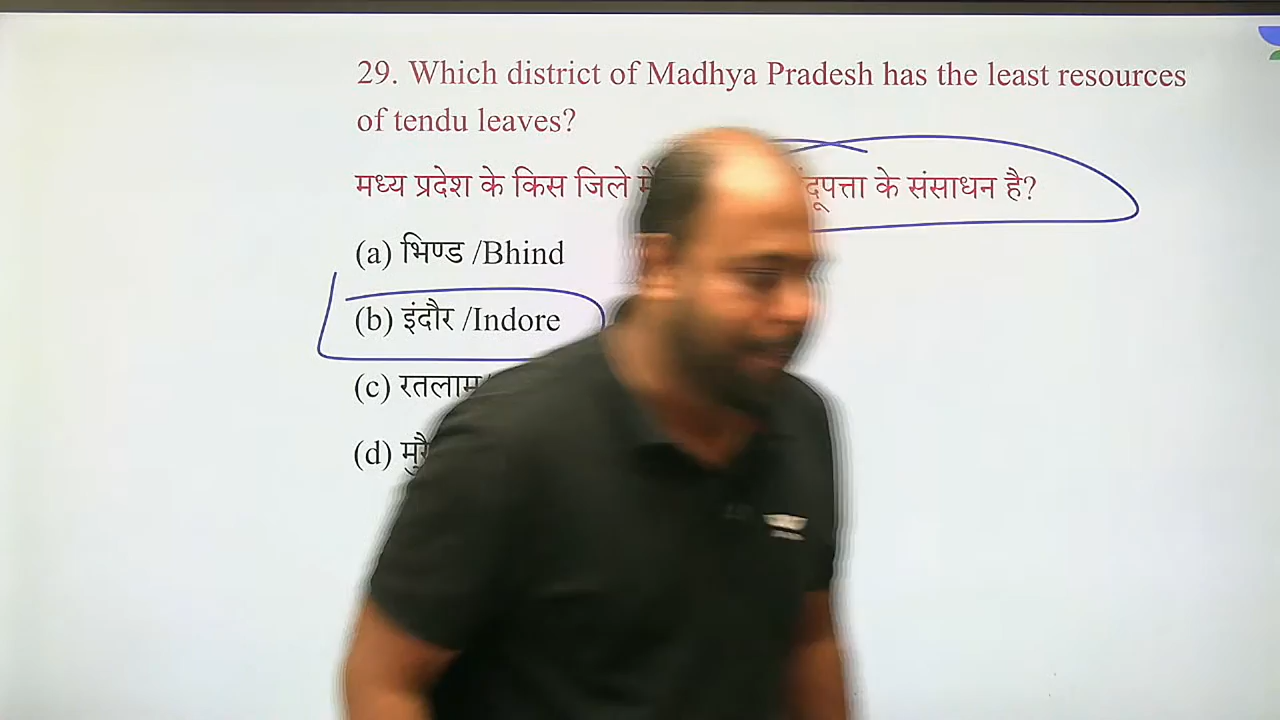 29. Which district of Madhya Pradesh has the least resources
of tendu leaves?
मध्य प्रदेश के किस जिले के संसाधन है?
(a) भिण्ड /Bhind
(b) इंदौर /Indore
(c) रतलाम
(d)